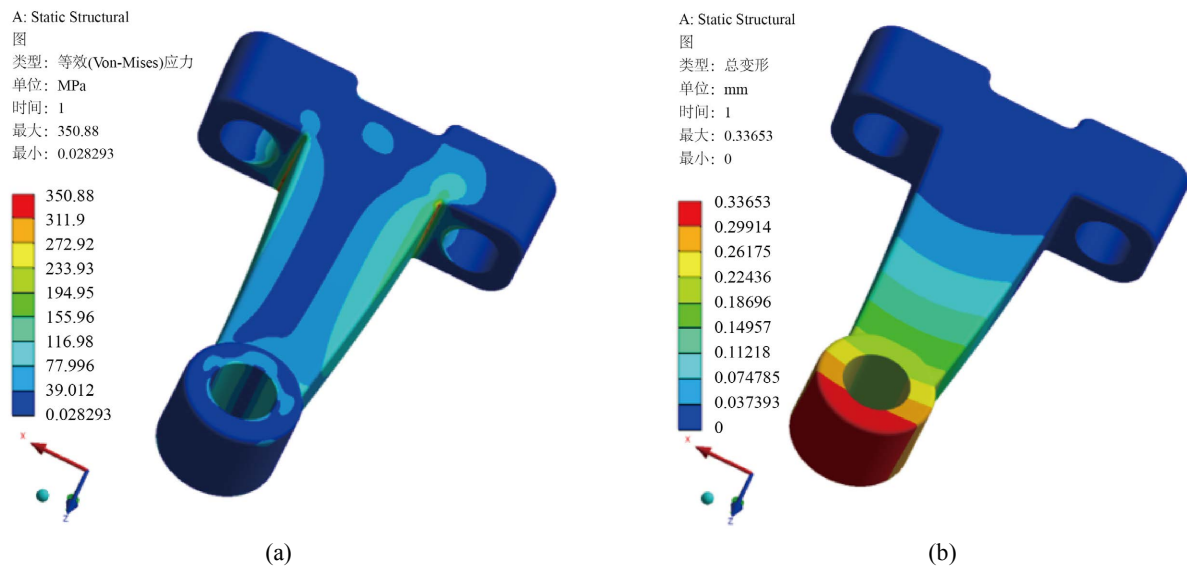 A: Static Structural
图
类型: 等效(Von-Mises)应力
单位: MPa
时间: 1
最大: 350.88
最小: 0.028293
350.88
311.9
272.92
233.93
194.95
155.96
116.98
77.996
39.012
0.028293
X
Z
(a)
A: Static Structural
图
类型: 总变形
单位: mm
时间: 1
最大: 0.33653
最小: 0
0.33653
0.29914
0.26175
0.22436
0.18696
0.14957
0.11218
0.074785
0.037393
0
X
Z
(b)